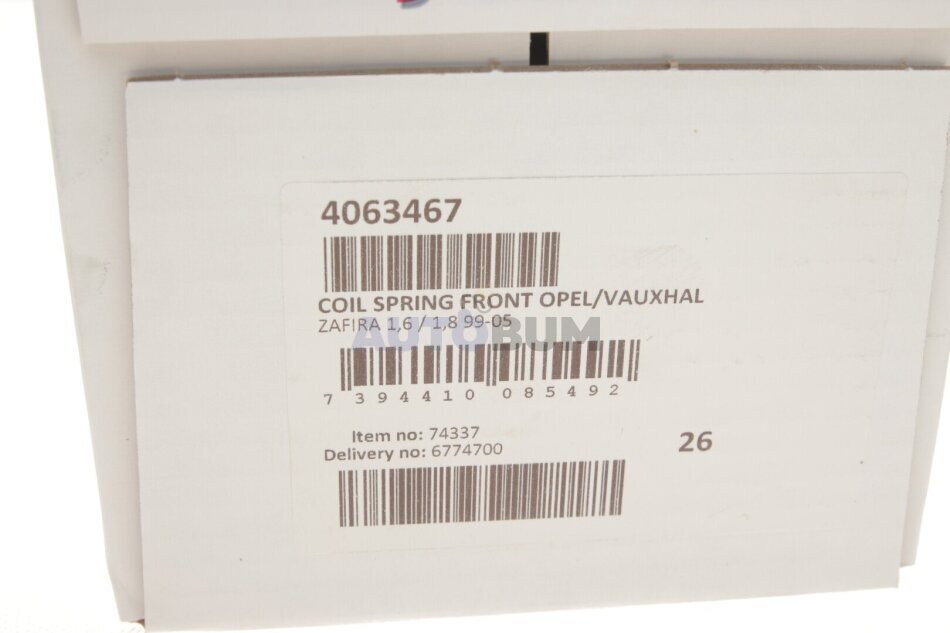 4063467
COIL SPRING FRONT OPEL/VAUXHAL
ZAFIRA 1,6 / 1,8 99-05
AUTOBUM
7 394410 085492
Item no: 74337
Delivery no: 6774700
26